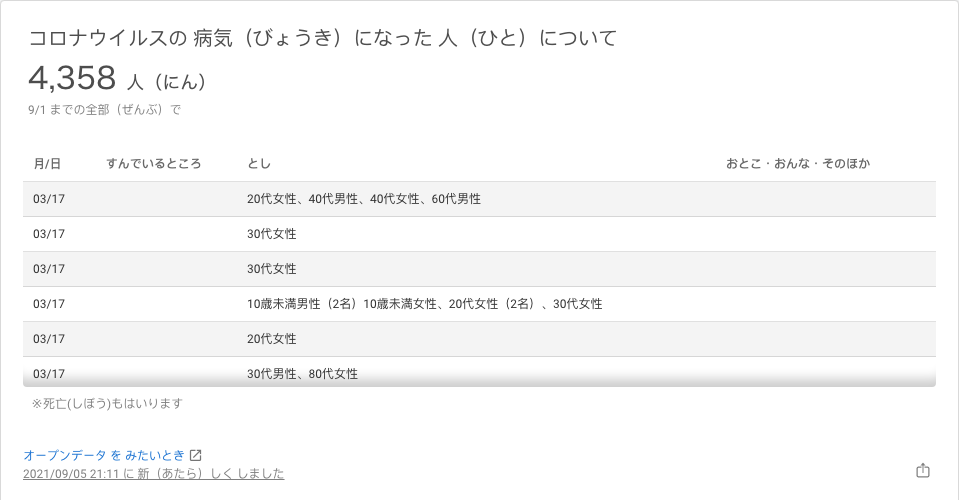 コロナウイルスの 病気（びょうき）になった 人（ひと）について
4,358 人（にん）
9/1 までの全部（ぜんぶ）で
月/日 すんでいるところ とし おとこ・おんな・そのほか
03/17 20代女性、40代男性、40代女性、60代男性
03/17 30代女性
03/17 30代女性
03/17 10歳未満男性（2名）10歳未満女性、20代女性（2名）、30代女性
03/17 20代女性
03/17 30代男性、80代女性
※死亡(しぼう)もはいります
オープンデータ を みたいとき
2021/09/05 21:11 に 新（あたら）しく しました